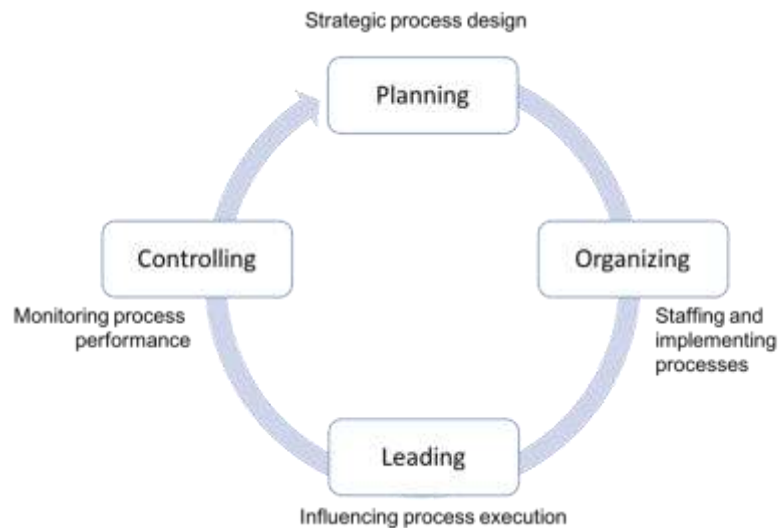 Strategic process design
Planning
Controlling
Organizing
Monitoring process
performance
Staffing and
implementing
processes
Leading
Influencing process execution